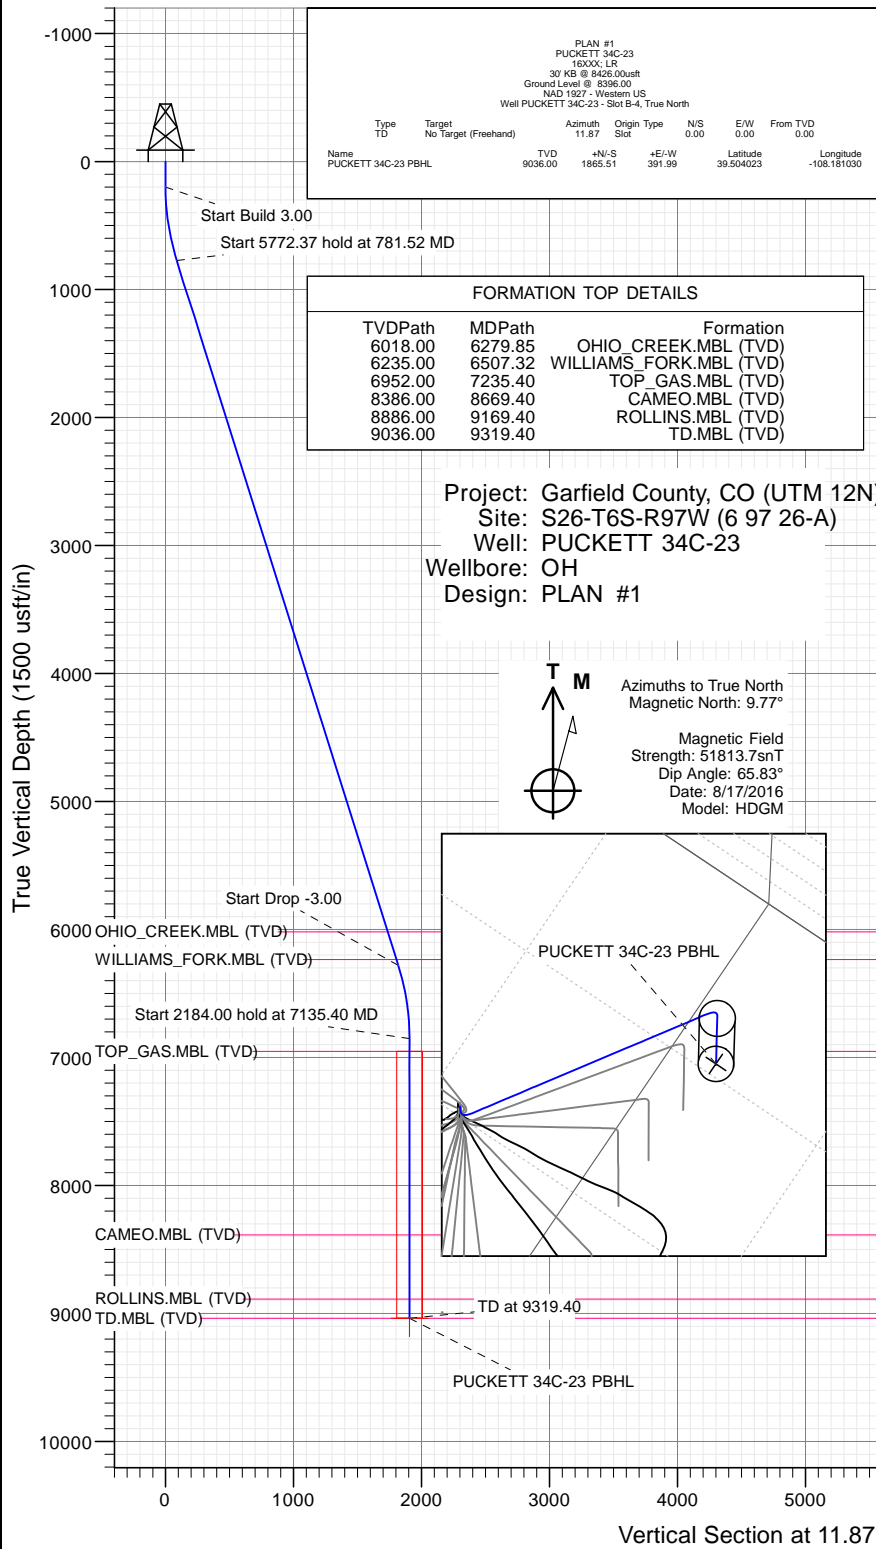 PLAN #1
PUCKETT 34C-23
16XXX; LR
30' KB @ 8426.00usft
Ground Level @ 8396.00
NAD 1927 - Western US
Well PUCKETT 34C-23 - Slot B-4, True North
Type Target Azimuth Origin Type N/S E/W From TVD
TD No Target (Freehand) 11.87 Slot 0.00 0.00 0.00
Name TVD +N/-S +E/-W Latitude Longitude
PUCKETT 34C-23 PBHL 9036.00 1865.51 391.99 39.504023 -108.181030
Start Build 3.00
Start 5772.37 hold at 781.52 MD
FORMATION TOP DETAILS
TVDPath MDPath Formation
6018.00 6279.85 OHIO_CREEK.MBL (TVD)
6235.00 6507.32 WILLIAMS_FORK.MBL (TVD)
6952.00 7235.40 TOP_GAS.MBL (TVD)
8386.00 8669.40 CAMEO.MBL (TVD)
8886.00 9169.40 ROLLINS.MBL (TVD)
9036.00 9319.40 TD.MBL (TVD)
Project: Garfield County, CO (UTM 12N)
Site: S26-T6S-R97W (6 97 26-A)
Well: PUCKETT 34C-23
Wellbore: OH
Design: PLAN #1
T M
Azimuths to True North
Magnetic North: 9.77°
Magnetic Field
Strength: 51813.7snT
Dip Angle: 65.83°
Date: 8/17/2016
Model: HDGM
PUCKETT 34C-23 PBHL
Start Drop -3.00
OHIO_CREEK.MBL (TVD)
WILLIAMS_FORK.MBL (TVD)
Start 2184.00 hold at 7135.40 MD
TOP_GAS.MBL (TVD)
CAMEO.MBL (TVD)
ROLLINS.MBL (TVD)
TD.MBL (TVD)
TD at 9319.40
PUCKETT 34C-23 PBHL
True Vertical Depth (1500 usft/in)
-1000
0
1000
2000
3000
4000
5000
6000
7000
8000
9000
10000
0 1000 2000 3000 4000 5000
Vertical Section at 11.87